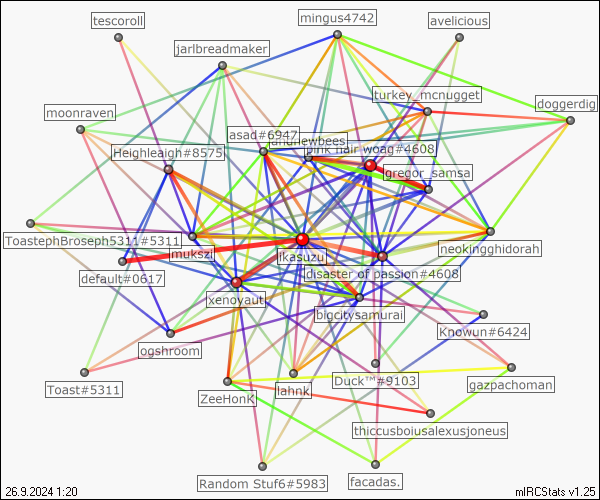 tescoroll
mingus4742
avelicious
jarlbreadmaker
turkey_mcnugget
doggerdig
moonraven
asad#6947
pink hair woag#4608
Heighleaigh#8575
gregor_samsa
ToastephBroseph5311#5311
mukszi
ikasuzu
neokingghidorah
default#0617
disaster of passion#4608
xenoyaut
bigcitysamurai
Knowun#6424
ogshroom
Toast#5311
ZeeHonK
lahnk
Duck™#9103
gazpachoman
thiccusboiusalexusjoneus
Random Stuf6#5983
facadas.
26.9.2024 1:20
mIRCStats v1.25